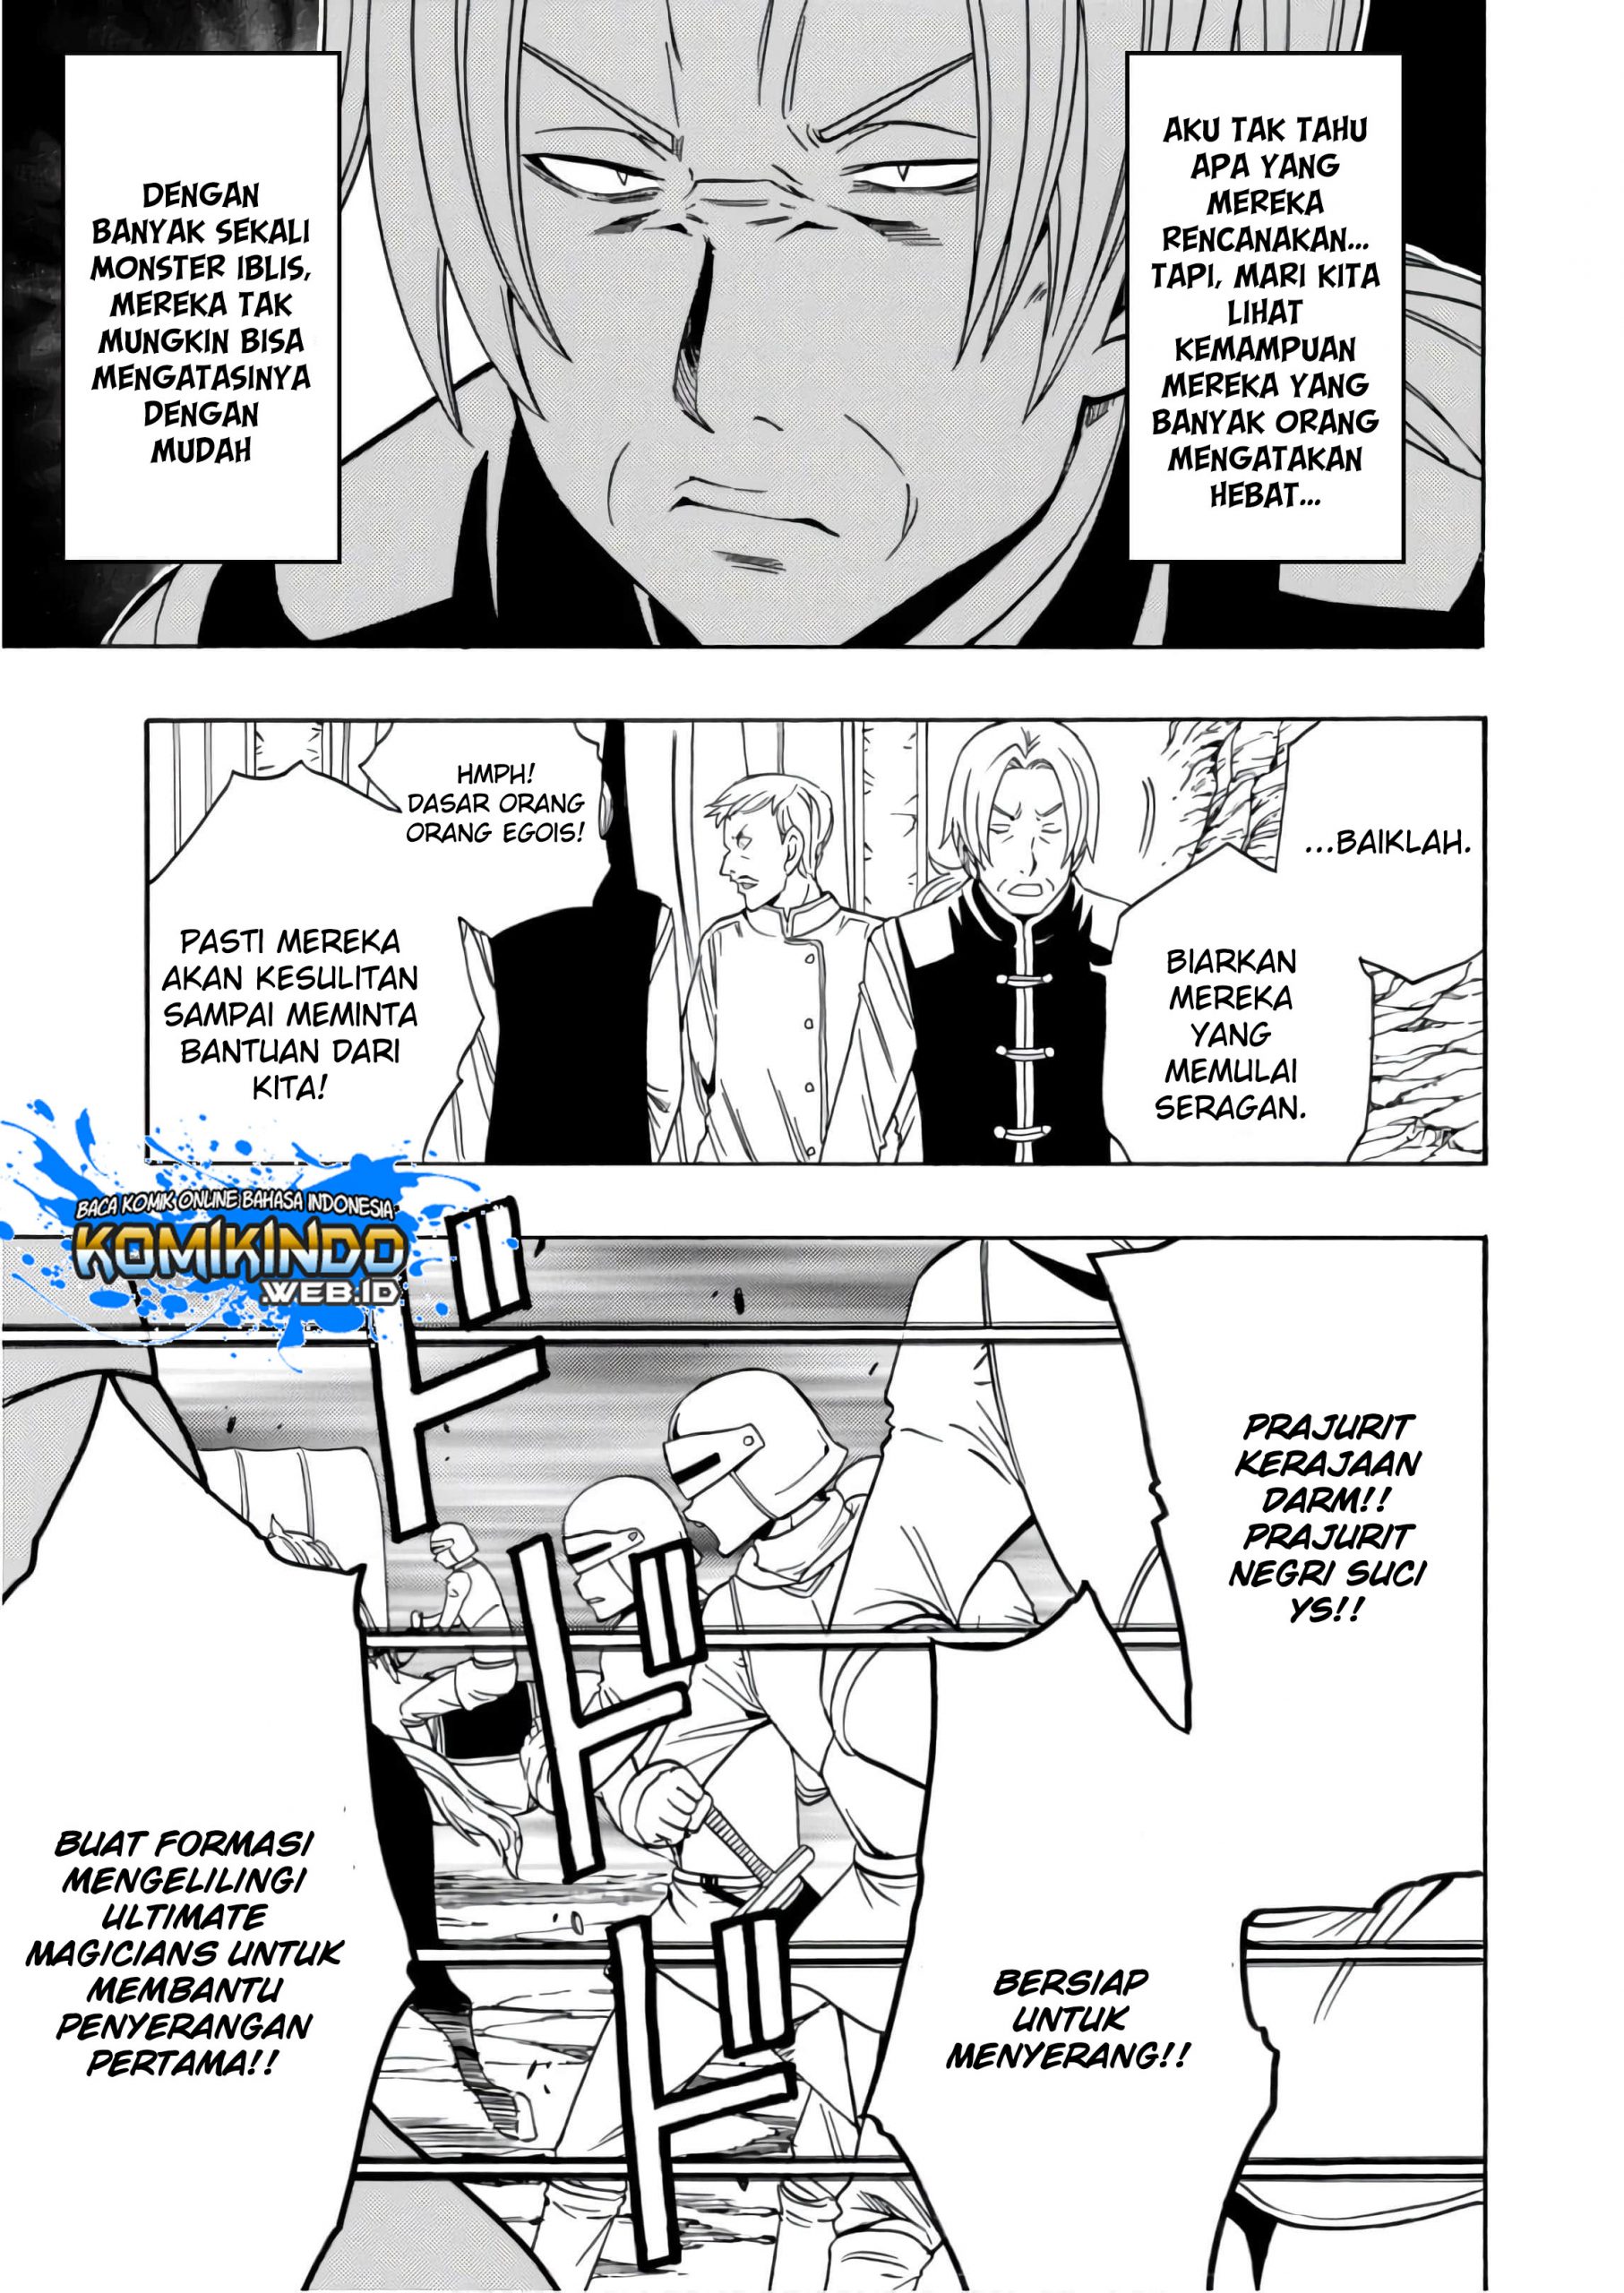 AKU TAK TAHU
APA YANG
MEREKA
RENCANAKAN...
TAPI, MARI KITA
LIHAT
KEMAMPUAN
MEREKA YANG
BANYAK ORANG
MENGATAKAN
HEBAT...
DENGAN
BANYAK SEKALI
MONSTER IBLIS,
MEREKA TAK
MUNGKIN BISA
MENGATASINYA
DENGAN
MUDAH
...BAIKLAH.
BIARKAN
MEREKA
YANG
MEMULAI
SERAGAN.
HMPH!
DASAR ORANG
ORANG EGOIS!
PASTI MEREKA
AKAN KESULITAN
SAMPAI MEMINTA
BANTUAN DARI
KITA!
BACA KOMIK ONLINE BAHASA INDONESIA
KOMIKINDO
.WEB.ID
PRAJURIT
KERAJAAN
DARM!!
PRAJURIT
NEGRI SUCI
YS!!
ド
ド
ド
BERSIAP
UNTUK
MENYERANG!!
BUAT FORMASI
MENGELILINGI
ULTIMATE
MAGICIANS UNTUK
MEMBANTU
PENYERANGAN
PERTAMA!!